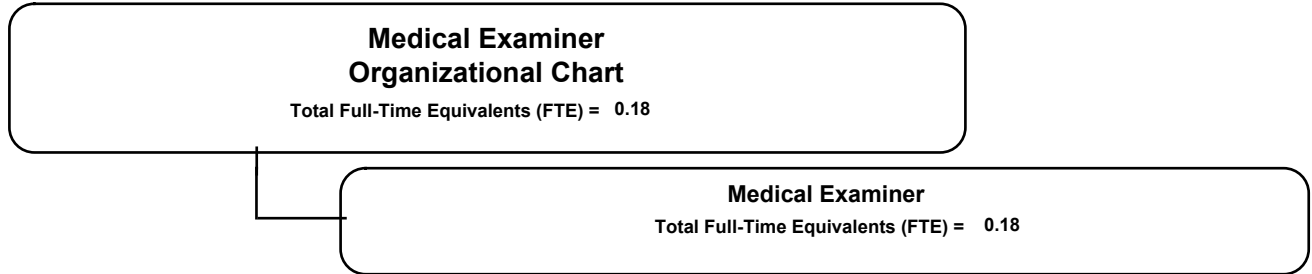 Medical Examiner
Organizational Chart
Total Full-Time Equivalents (FTE) = 0.18
Medical Examiner
Total Full-Time Equivalents (FTE) = 0.18